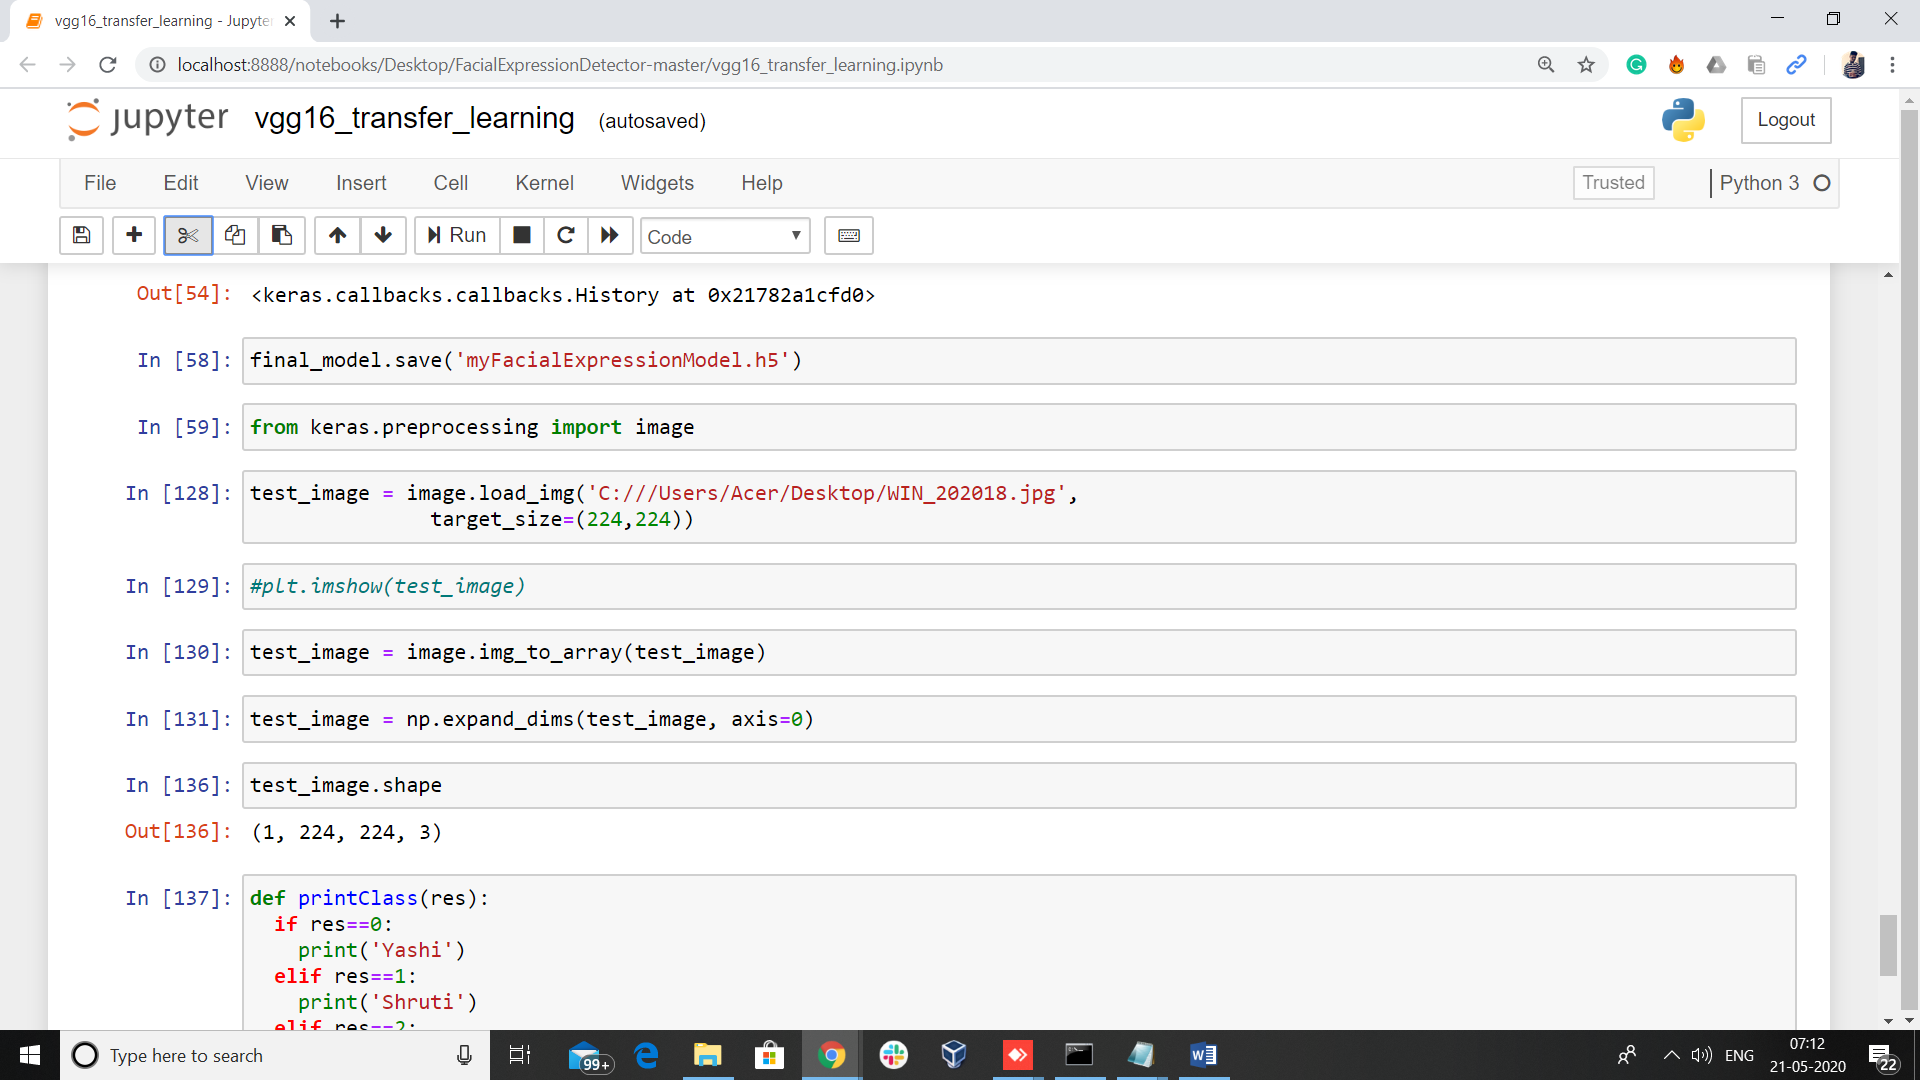 vgg16_transfer_learning - Jupyter
localhost:8888/notebooks/Desktop/FacialExpressionDetector-master/vgg16_transfer_learning.ipynb
jupyter vgg16_transfer_learning (autosaved)
Logout
File Edit View Insert Cell Kernel Widgets Help
Trusted
Python 3
Run
Code
Out[54]: <keras.callbacks.callbacks.History at 0x21782a1cfd0>
In [58]: final_model.save('myFacialExpressionModel.h5')
In [59]: from keras.preprocessing import image
In [128]: test_image = image.load_img('C:///Users/Acer/Desktop/WIN_202018.jpg',
target_size=(224,224))
In [129]: #plt.imshow(test_image)
In [130]: test_image = image.img_to_array(test_image)
In [131]: test_image = np.expand_dims(test_image, axis=0)
In [136]: test_image.shape
Out[136]: (1, 224, 224, 3)
In [137]: def printClass(res):
if res==0:
print('Yashi')
elif res==1:
print('Shruti')
elif res==2:
Type here to search
99+
ENG
07:12
21-05-2020
22